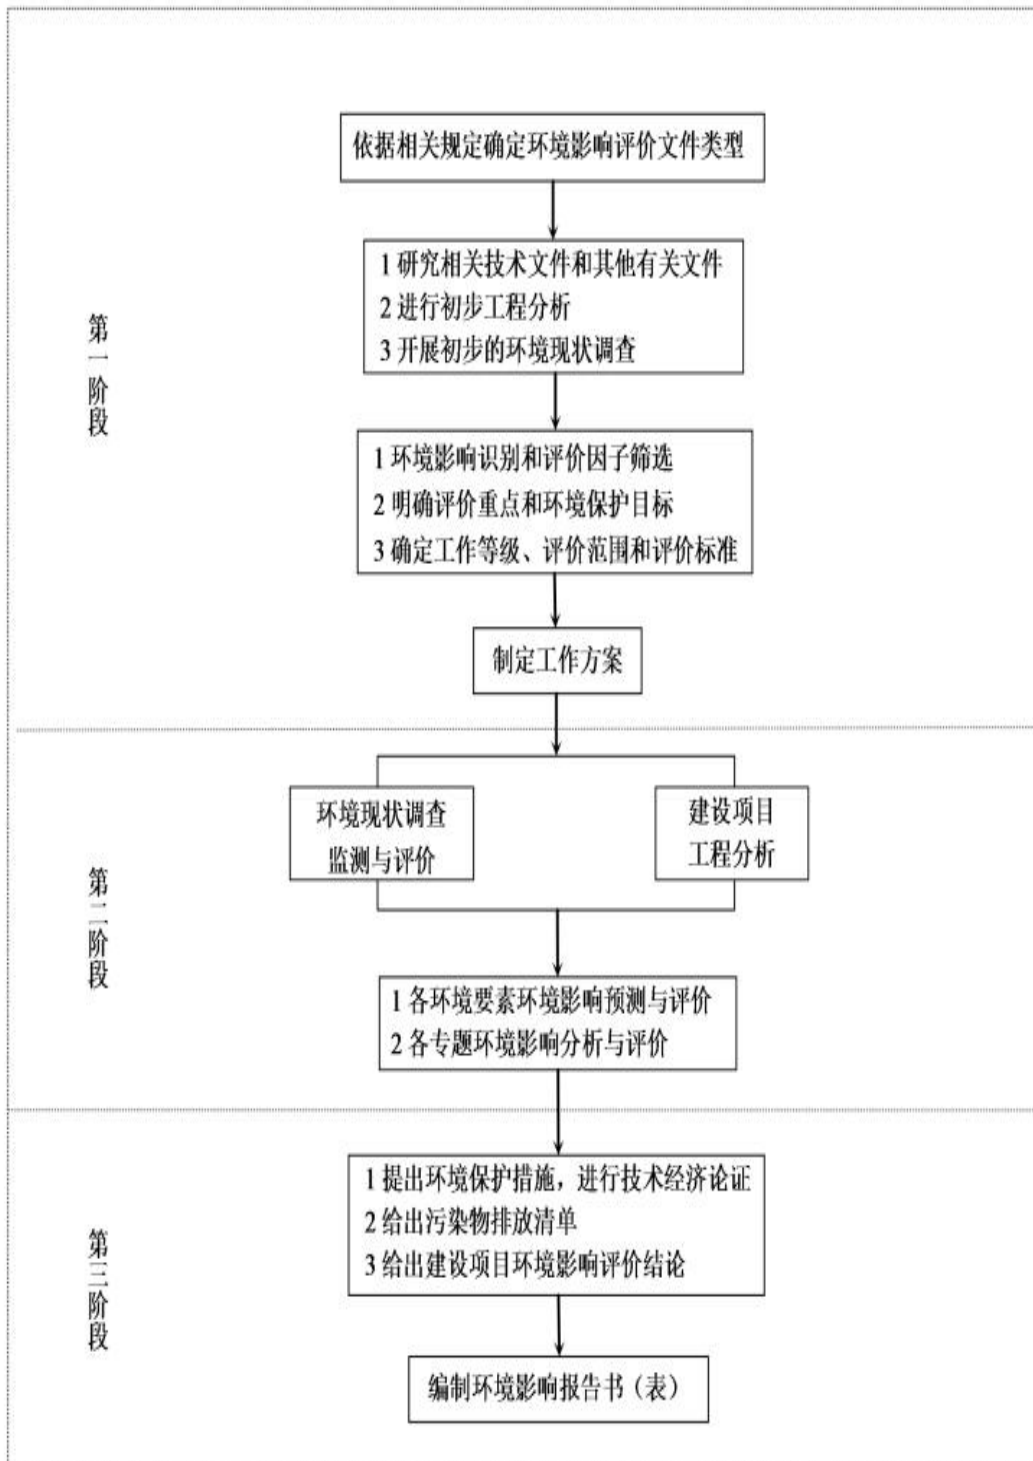 依据相关规定确定环境影响评价文件类型
1 研究相关技术文件和其他有关文件
2 进行初步工程分析
3 开展初步的环境现状调查
第一阶段
1 环境影响识别和评价因子筛选
2 明确评价重点和环境保护目标
3 确定工作等级、评价范围和评价标准
制定工作方案
环境现状调查
监测与评价
建设项目
工程分析
第二阶段
1 各环境要素环境影响预测与评价
2 各专题环境影响分析与评价
1 提出环境保护措施，进行技术经济论证
2 给出污染物排放清单
3 给出建设项目环境影响评价结论
第三阶段
编制环境影响报告书（表）